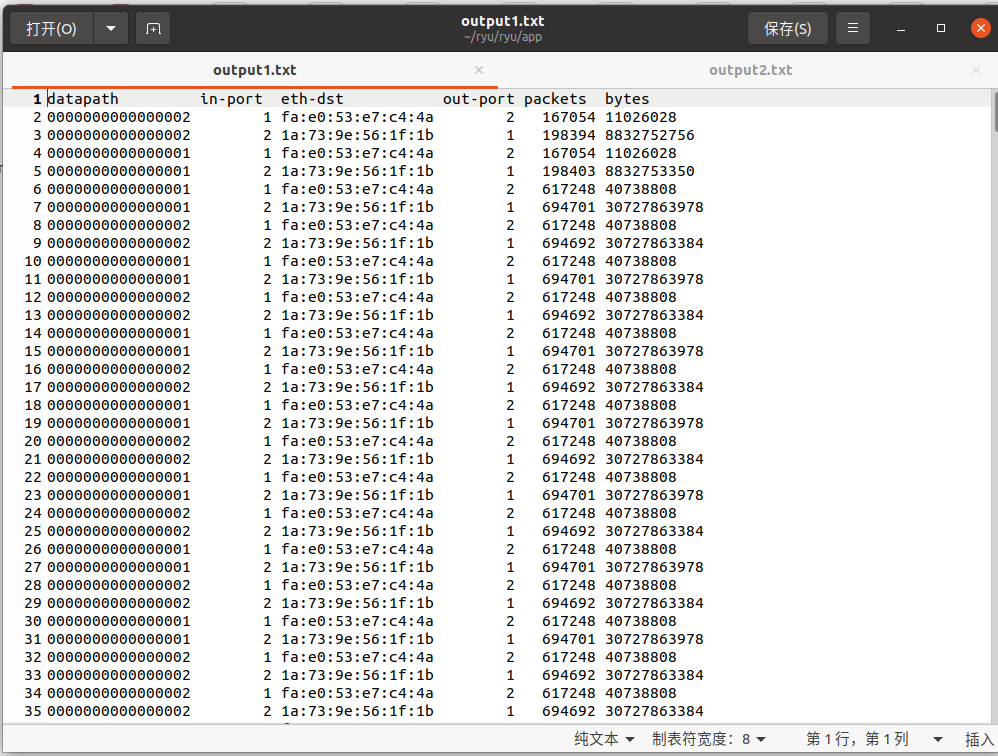 打开(O)
output1.txt
~/ryu/ryu/app
保存(S)
output1.txt
output2.txt
1 datapath in-port eth-dst out-port packets bytes
2 0000000000000002 1 fa:e0:53:e7:c4:4a 2 167054 11026028
3 0000000000000002 2 1a:73:9e:56:1f:1b 1 198394 8832752756
4 0000000000000001 1 fa:e0:53:e7:c4:4a 2 167054 11026028
5 0000000000000001 2 1a:73:9e:56:1f:1b 1 198403 8832753350
6 0000000000000001 1 fa:e0:53:e7:c4:4a 2 617248 40738808
7 0000000000000001 2 1a:73:9e:56:1f:1b 1 694701 30727863978
8 0000000000000002 1 fa:e0:53:e7:c4:4a 2 617248 40738808
9 0000000000000002 2 1a:73:9e:56:1f:1b 1 694692 30727863384
10 0000000000000001 1 fa:e0:53:e7:c4:4a 2 617248 40738808
11 0000000000000001 2 1a:73:9e:56:1f:1b 1 694701 30727863978
12 0000000000000002 1 fa:e0:53:e7:c4:4a 2 617248 40738808
13 0000000000000002 2 1a:73:9e:56:1f:1b 1 694692 30727863384
14 0000000000000001 1 fa:e0:53:e7:c4:4a 2 617248 40738808
15 0000000000000001 2 1a:73:9e:56:1f:1b 1 694701 30727863978
16 0000000000000002 1 fa:e0:53:e7:c4:4a 2 617248 40738808
17 0000000000000002 2 1a:73:9e:56:1f:1b 1 694692 30727863384
18 0000000000000001 1 fa:e0:53:e7:c4:4a 2 617248 40738808
19 0000000000000001 2 1a:73:9e:56:1f:1b 1 694701 30727863978
20 0000000000000002 1 fa:e0:53:e7:c4:4a 2 617248 40738808
21 0000000000000002 2 1a:73:9e:56:1f:1b 1 694692 30727863384
22 0000000000000001 1 fa:e0:53:e7:c4:4a 2 617248 40738808
23 0000000000000001 2 1a:73:9e:56:1f:1b 1 694701 30727863978
24 0000000000000002 1 fa:e0:53:e7:c4:4a 2 617248 40738808
25 0000000000000002 2 1a:73:9e:56:1f:1b 1 694692 30727863384
26 0000000000000001 1 fa:e0:53:e7:c4:4a 2 617248 40738808
27 0000000000000001 2 1a:73:9e:56:1f:1b 1 694701 30727863978
28 0000000000000002 1 fa:e0:53:e7:c4:4a 2 617248 40738808
29 0000000000000002 2 1a:73:9e:56:1f:1b 1 694692 30727863384
30 0000000000000001 1 fa:e0:53:e7:c4:4a 2 617248 40738808
31 0000000000000001 2 1a:73:9e:56:1f:1b 1 694701 30727863978
32 0000000000000002 1 fa:e0:53:e7:c4:4a 2 617248 40738808
33 0000000000000002 2 1a:73:9e:56:1f:1b 1 694692 30727863384
34 0000000000000002 1 fa:e0:53:e7:c4:4a 2 617248 40738808
35 0000000000000002 2 1a:73:9e:56:1f:1b 1 694692 30727863384
纯文本 制表符宽度：8 第 1 行，第 1 列 插入